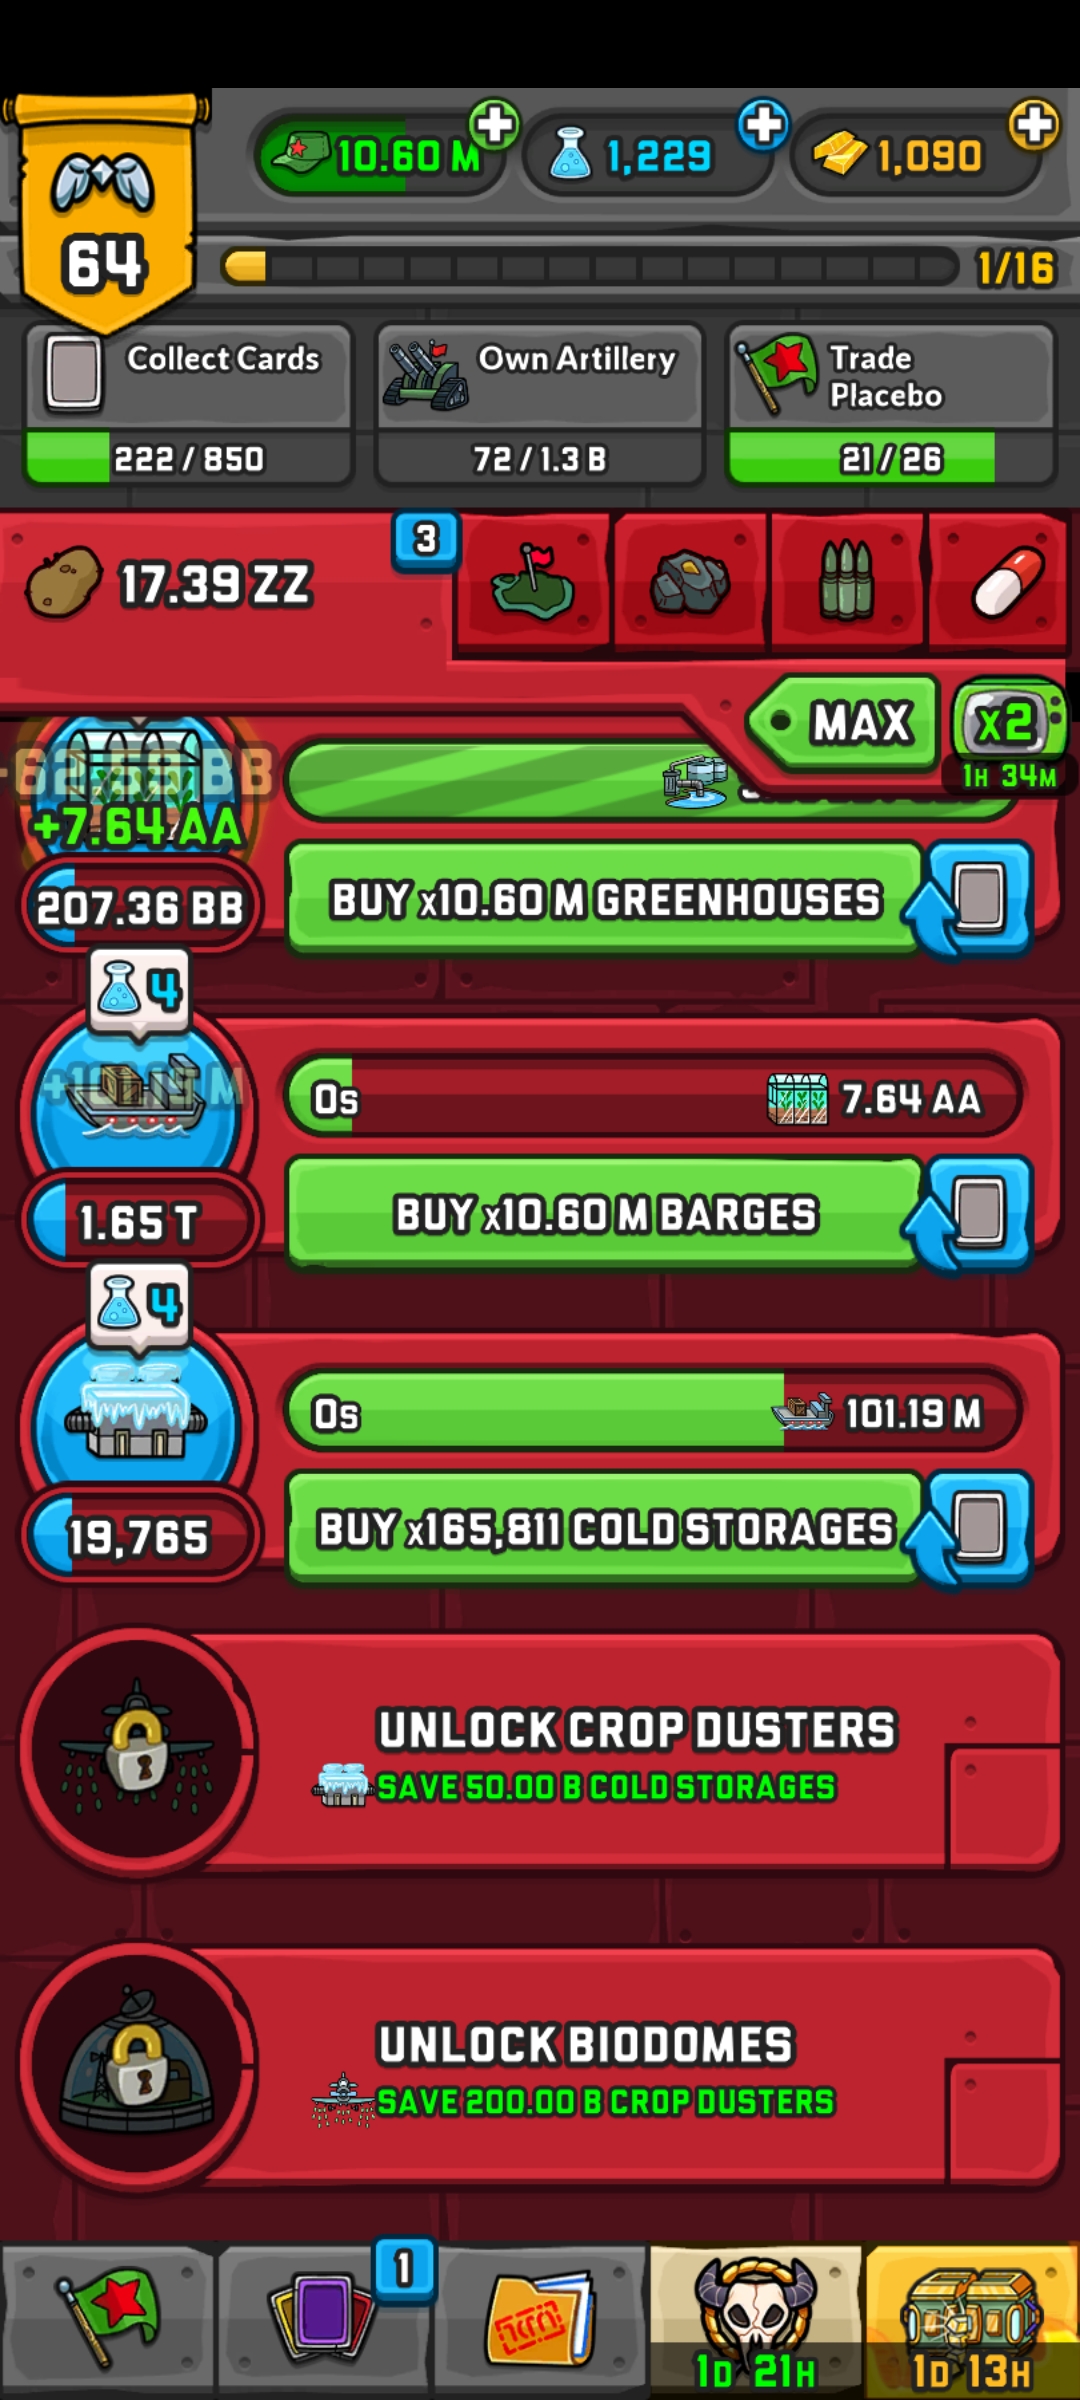 10.60 M
1,229
1,090
64
1/16
Collect Cards
222 / 850
Own Artillery
72 / 1.3 B
Trade
Placebo
21 / 26
17.39 ZZ
3
MAX
x2
1H 34M
+7.64 AA
207.36 BB
BUY x10.60 M GREENHOUSES
4
0s
7.64 AA
1.65 T
BUY x10.60 M BARGES
4
0s
101.19 M
19,765
BUY x165,811 COLD STORAGES
UNLOCK CROP DUSTERS
SAVE 50.00 B COLD STORAGES
UNLOCK BIODOMES
SAVE 200.00 B CROP DUSTERS
1
1D 21H
1D 13H